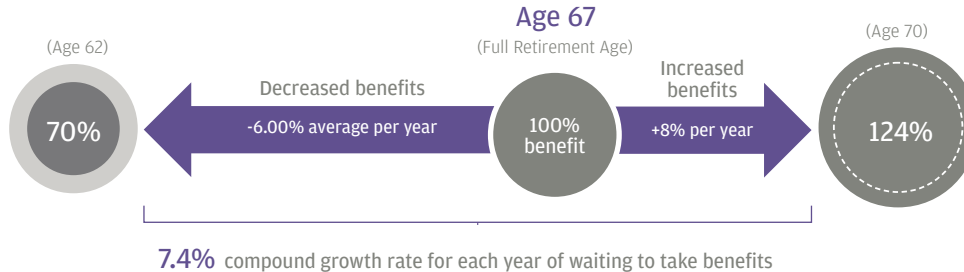 Age 67
(Full Retirement Age)
(Age 62)
(Age 70)
Decreased benefits
Increased
benefits
70%
-6.00% average per year
100%
benefit
+8% per year
124%
7.4% compound growth rate for each year of waiting to take benefits